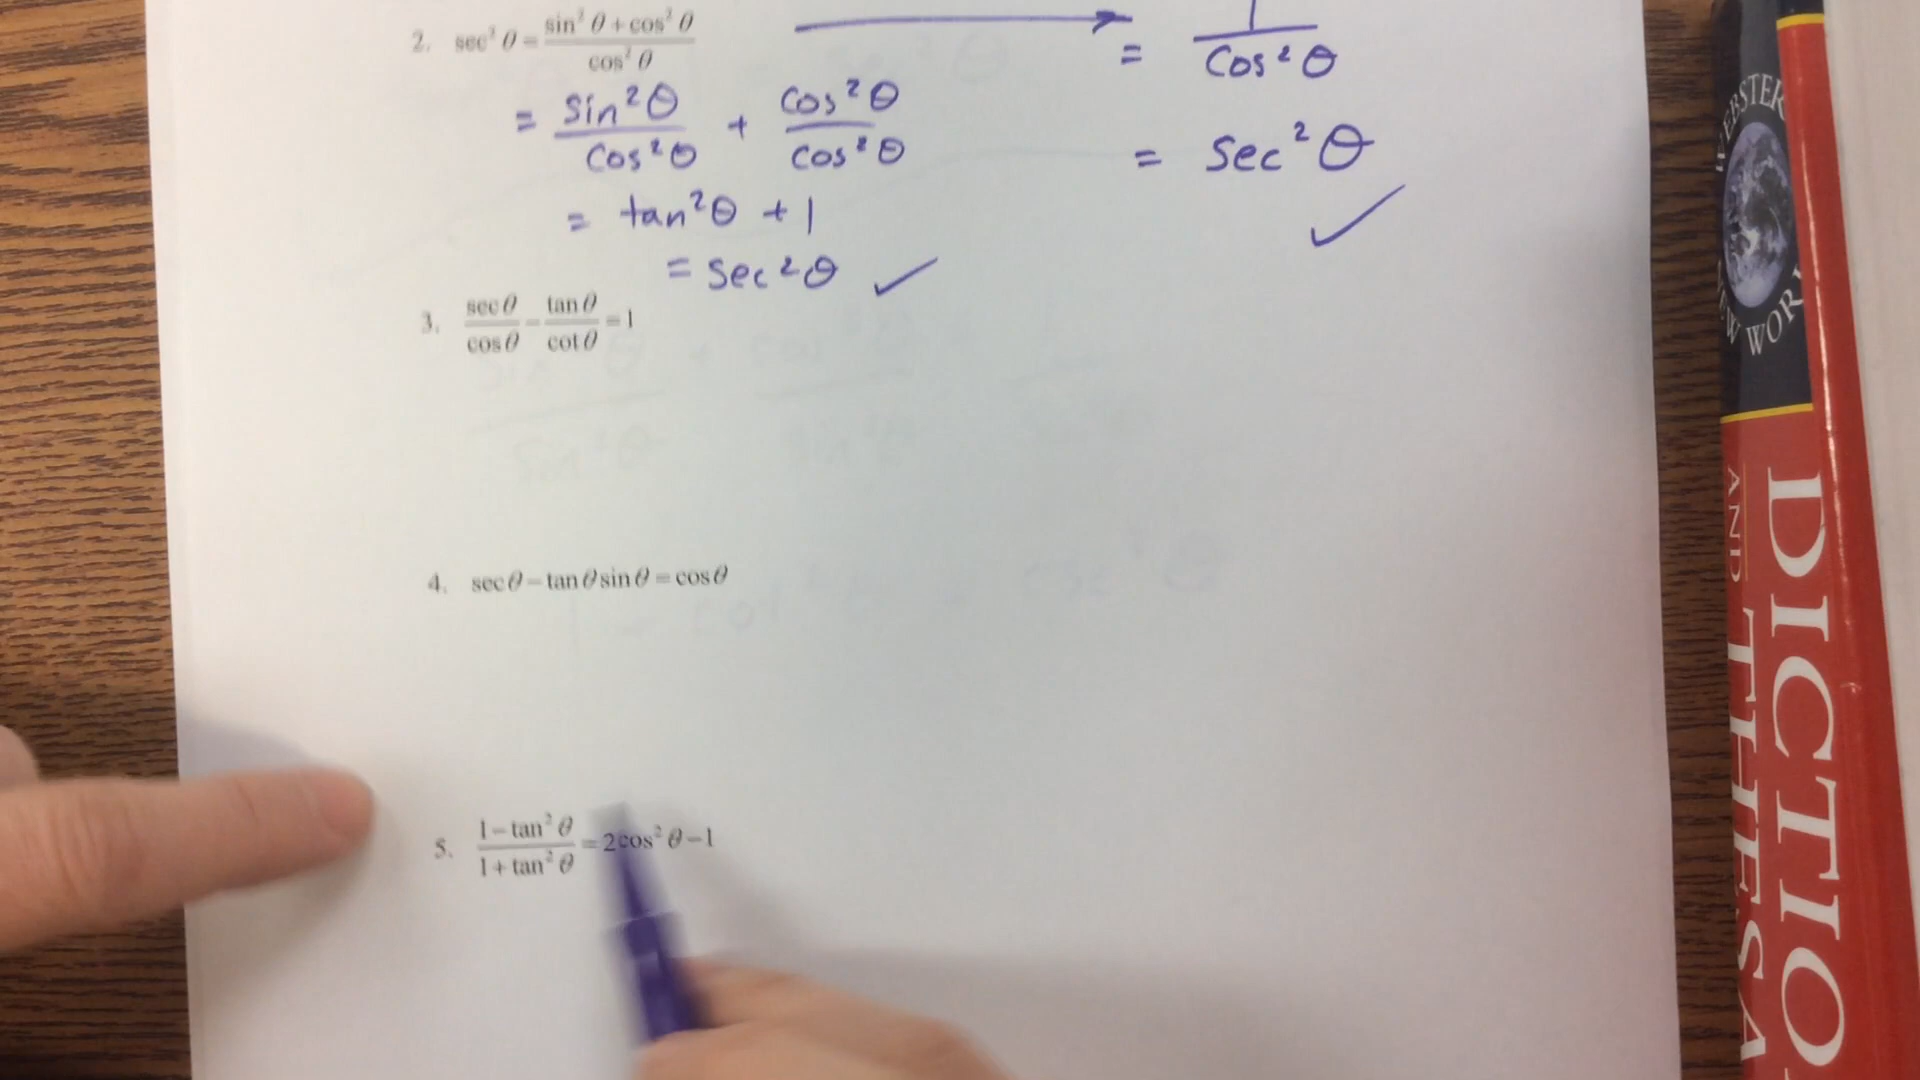 2. sec² θ = sin² θ + cos² θ / cos² θ
= 1 / cos² θ
= sin² θ / cos² θ + cos² θ / cos² θ
= sec² θ ✓
= tan² θ + 1
= sec² θ ✓
3. sec θ / cos θ − tan θ / cot θ = 1
4. sec θ − tan θ sin θ = cos θ
5. 1 − tan² θ / 1 + tan² θ = 2cos² θ − 1
WEBSTER
NEW WOR
DICTIO
AND THESA